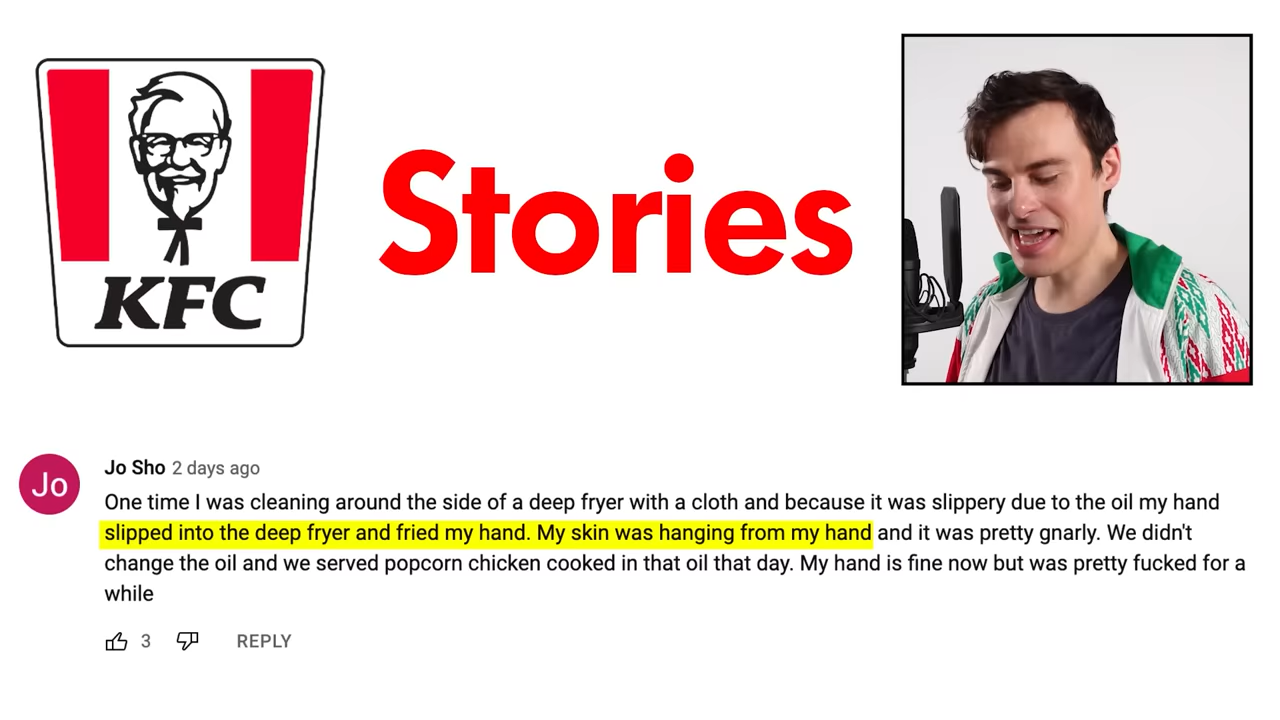 KFC
Stories
Jo
Jo Sho 2 days ago
One time I was cleaning around the side of a deep fryer with a cloth and because it was slippery due to the oil my hand
slipped into the deep fryer and fried my hand. My skin was hanging from my hand and it was pretty gnarly. We didn't
change the oil and we served popcorn chicken cooked in that oil that day. My hand is fine now but was pretty fucked for a
while
3 REPLY